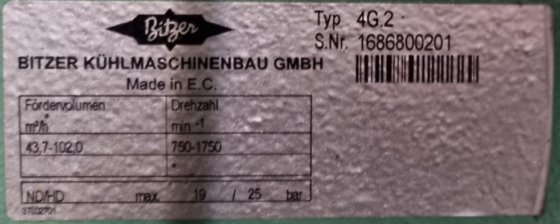 Bitzer
Typ 4G.2
S.Nr. 1686800201
BITZER KÜHLMASCHINENBAU GMBH
Made in E.C.
Fördervolumen Drehzahl
m³/h min -1
43,7-102,0 750-1750
ND/HD max 19 / 25 bar